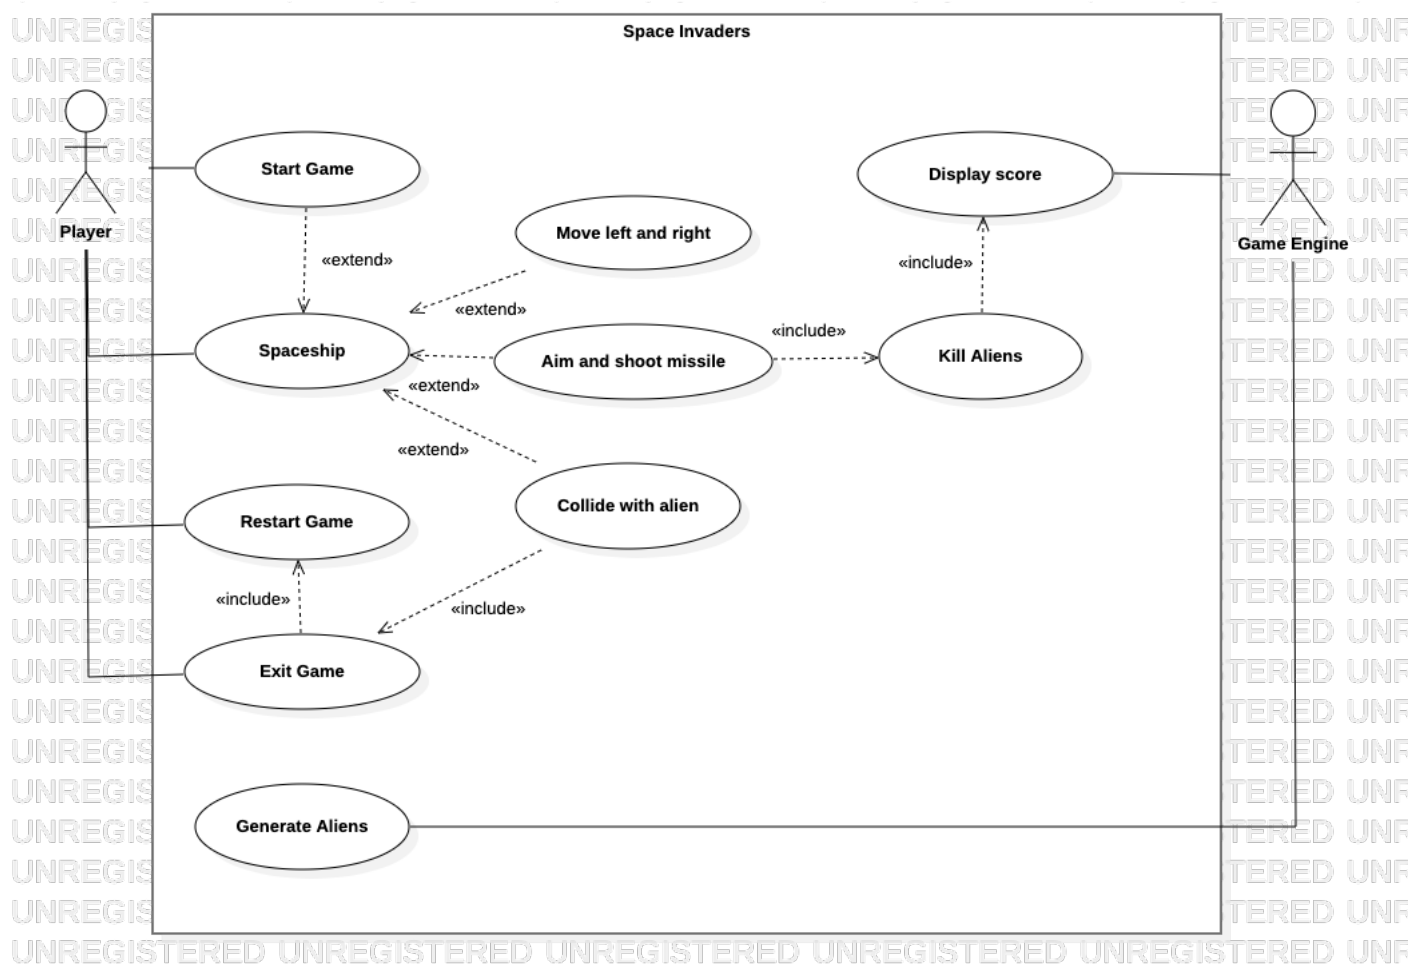 Space Invaders
Player
Start Game
Display score
Game Engine
Move left and right
«extend»
«include»
«extend»
Spaceship
Aim and shoot missile
«include»
Kill Aliens
«extend»
«extend»
Restart Game
Collide with alien
«include»
«include»
Exit Game
Generate Aliens
UNREGISTERED UNREGISTERED UNREGISTERED UNREGISTERED UNREGISTERED UNR